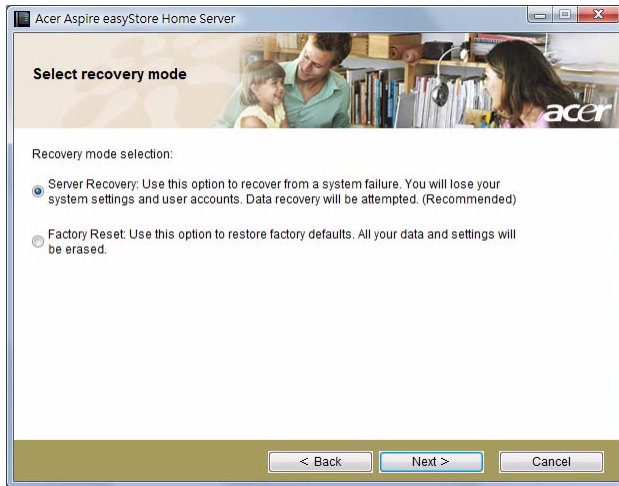 Acer Aspire easyStore Home Server
Select recovery mode
acer
Recovery mode selection:
Server Recovery: Use this option to recover from a system failure. You will lose your
system settings and user accounts. Data recovery will be attempted. (Recommended)
Factory Reset: Use this option to restore factory defaults. All your data and settings will
be erased.
< Back
Next >
Cancel